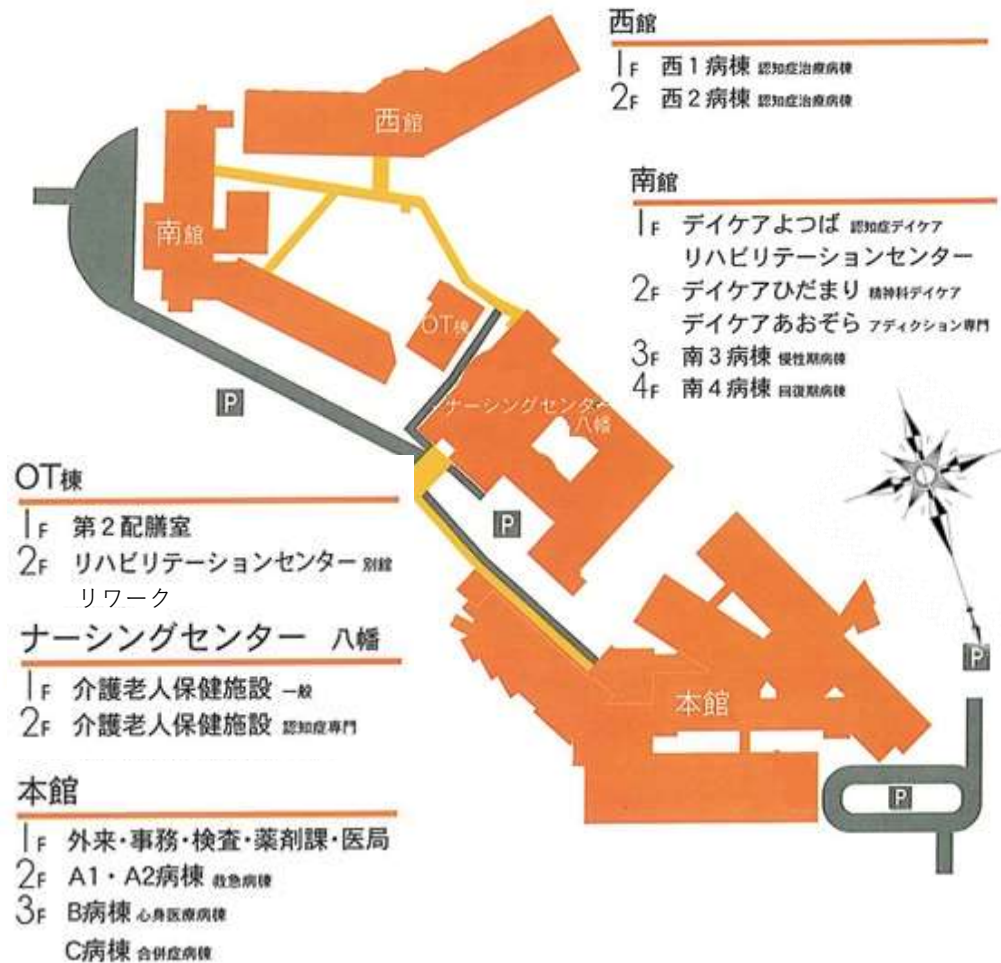 西館
1F 西1病棟 認知症治療病棟
2F 西2病棟 認知症治療病棟
南館
1F デイケアよつば 認知症デイケア
リハビリテーションセンター
2F デイケアひだまり 精神科デイケア
デイケアあおぞら アディクション専門
3F 南3病棟 慢性期病棟
4F 南4病棟 回復期病棟
西館
南館
OT棟
ナーシングセンター
八幡
P
P
本館
P
P
OT棟
1F 第2配膳室
2F リハビリテーションセンター 別館
リワーク
ナーシングセンター 八幡
1F 介護老人保健施設 一般
2F 介護老人保健施設 認知症専門
本館
1F 外来・事務・検査・薬剤課・医局
2F A1・A2病棟 救急病棟
3F B病棟 心身医療病棟
C病棟 合併症病棟